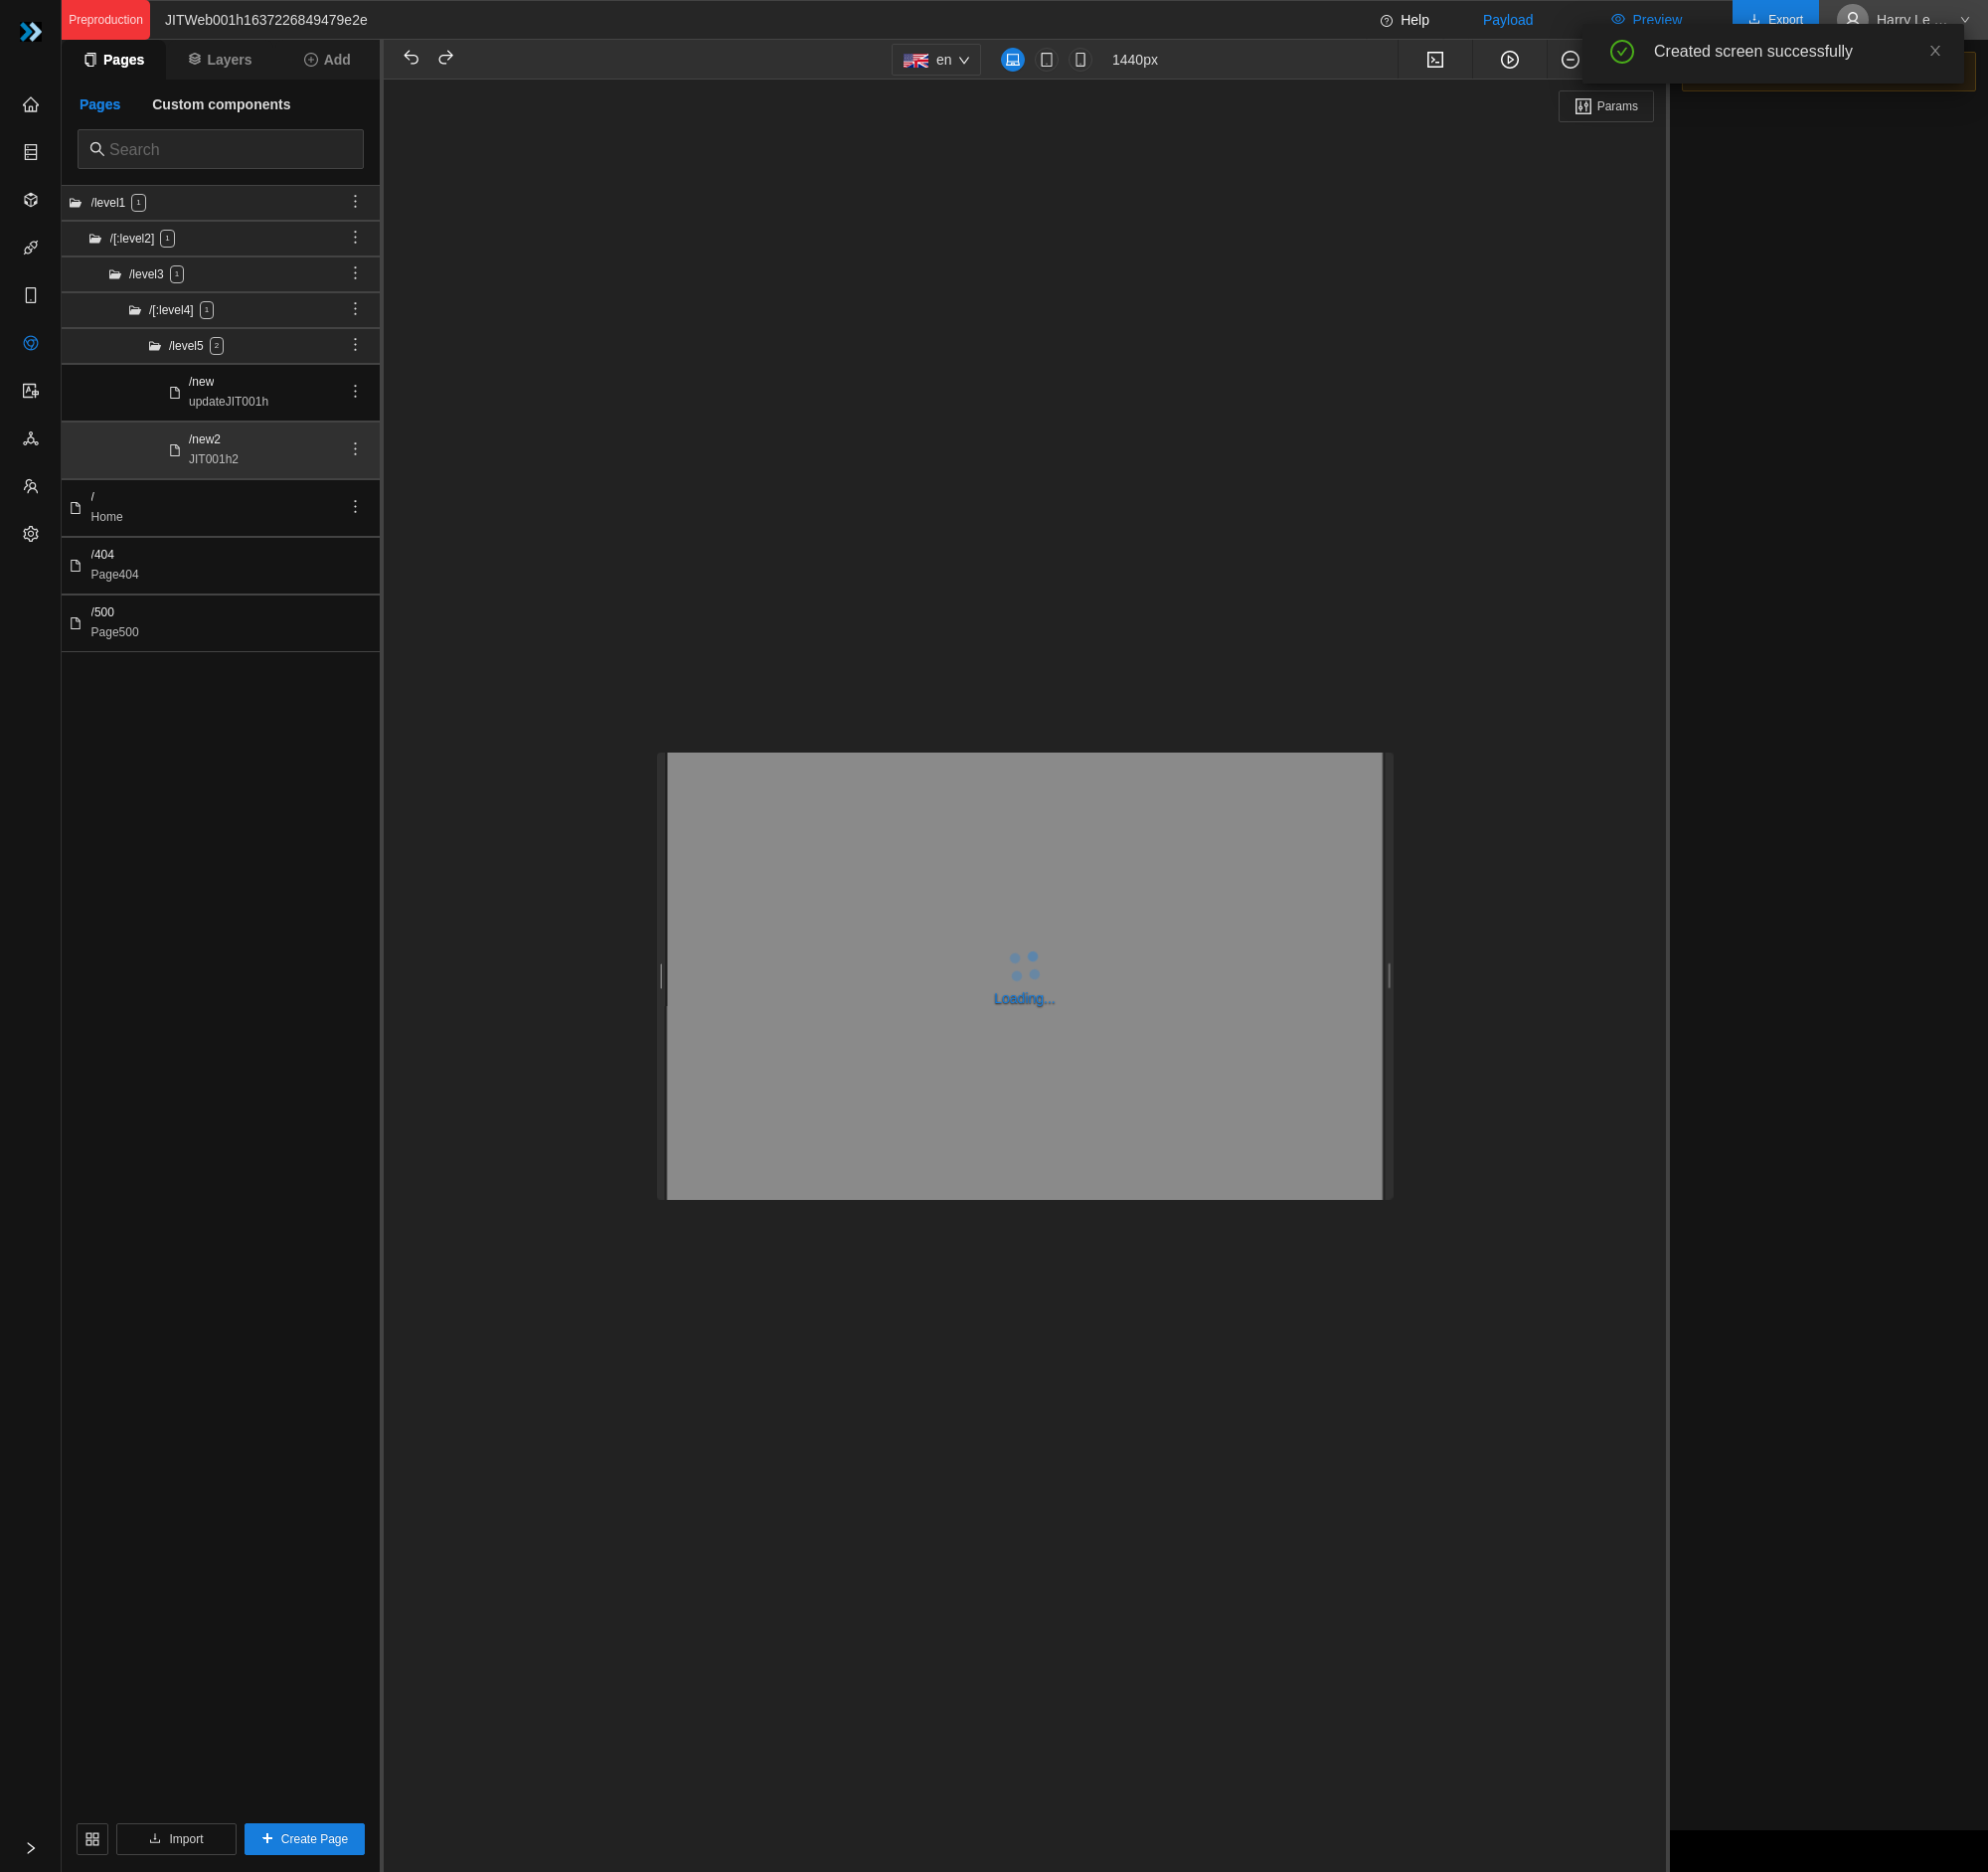 Preproduction
JITWeb001h1637226849479e2e
Help
Payload
Preview
Export
Harry Le ...
Created screen successfully
Pages
Layers
Add
en
1440px
Params
Pages
Custom components
Search
/level1 1
/[:level2] 1
/level3 1
/[:level4] 1
/level5 2
/new
updateJIT001h
/new2
JIT001h2
/
Home
/404
Page404
/500
Page500
Loading...
Import
Create Page